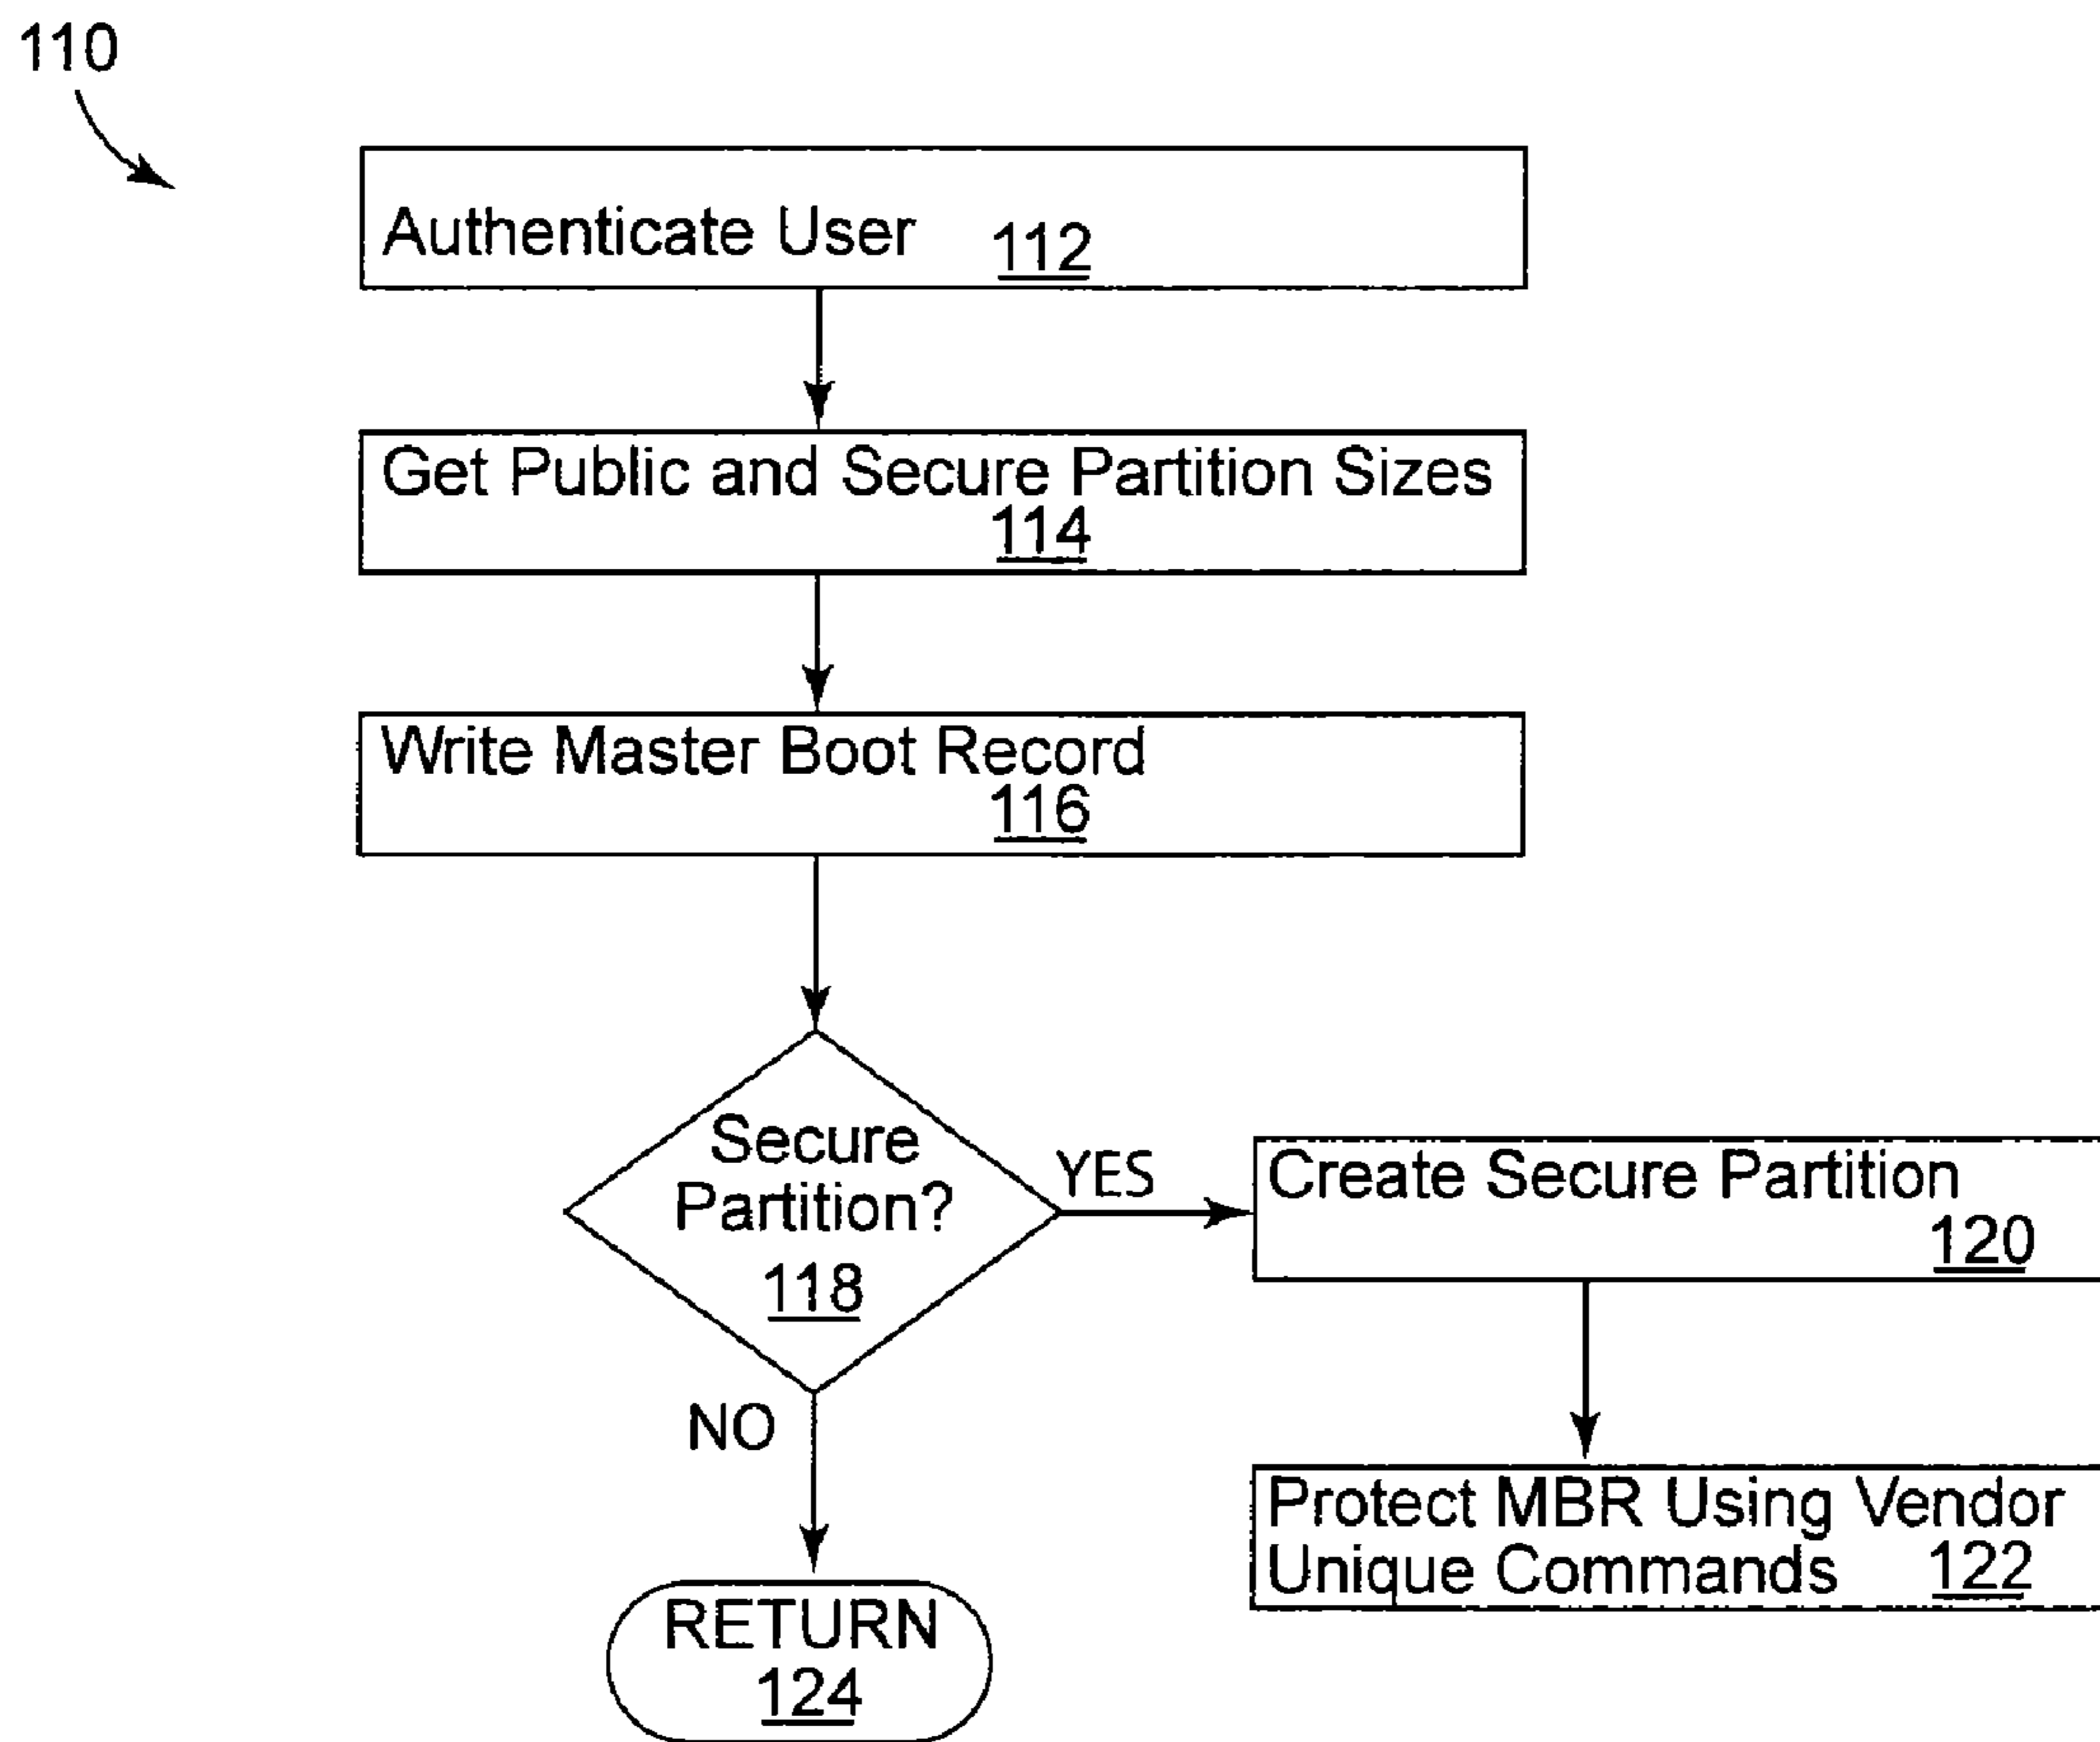 110
Authenticate User 112
Get Public and Secure Partition Sizes
114
Write Master Boot Record
116
Secure
Partition?
118
YES
Create Secure Partition
120
NO
Protect MBR Using Vendor
Unique Commands 122
RETURN
124